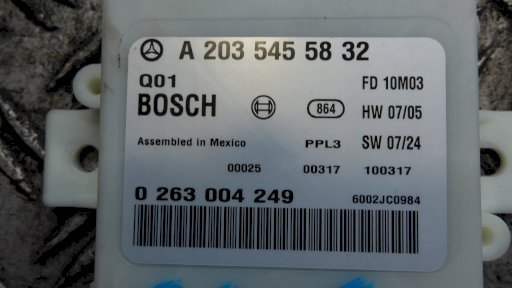 A 203 545 58 32
Q01 FD 10M03
BOSCH 864 HW 07/05
Assembled in Mexico PPL3 SW 07/24
00025 00317 100317
0 263 004 249 6002JC0984